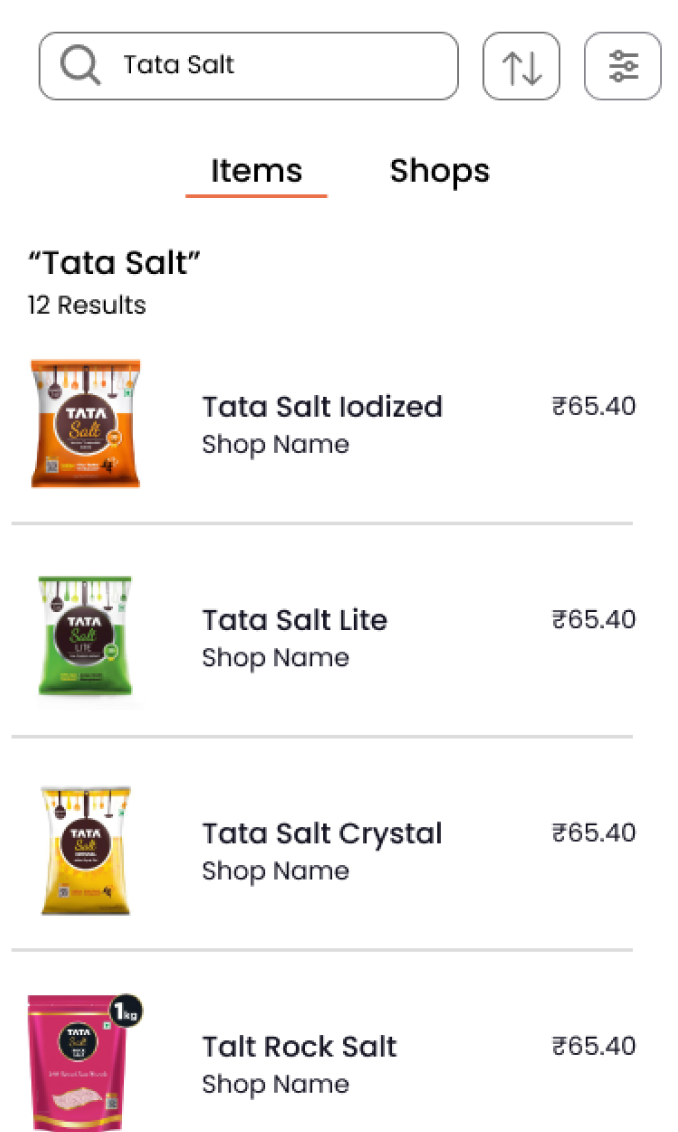 Tata Salt
Items
Shops
“Tata Salt”
12 Results
TATA
Salt
Tata Salt Iodized
₹65.40
Shop Name
TATA
Salt
LITE
Tata Salt Lite
₹65.40
Shop Name
TATA
Salt
Tata Salt Crystal
₹65.40
Shop Name
1kg
TATA
Salt
Talt Rock Salt
₹65.40
Shop Name